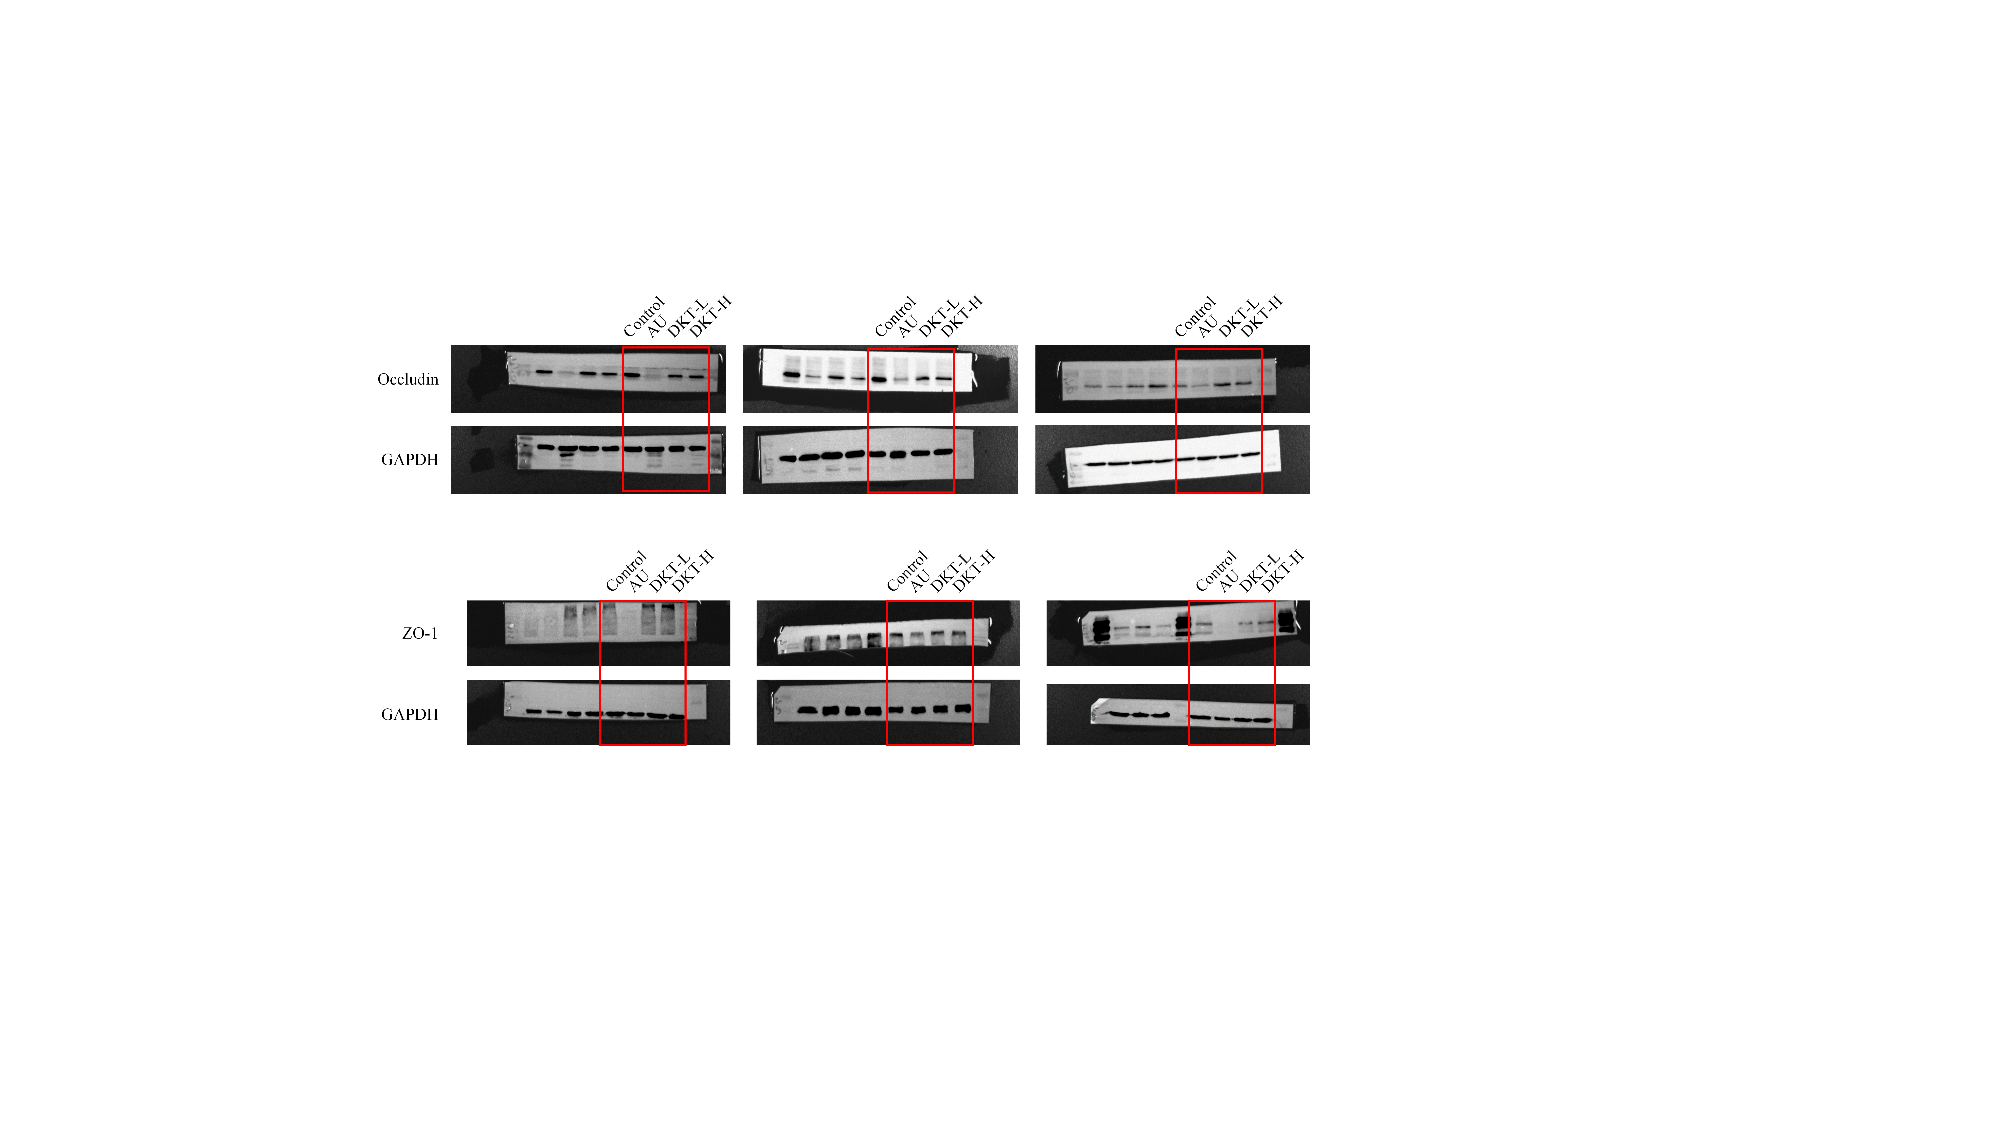 Control AU DKT-L DKT-H Control AU DKT-L DKT-H Control AU DKT-L DKT-H
Occludin
GAPDH
Control AU DKT-L DKT-H Control AU DKT-L DKT-H Control AU DKT-L DKT-H
ZO-1
GAPDH